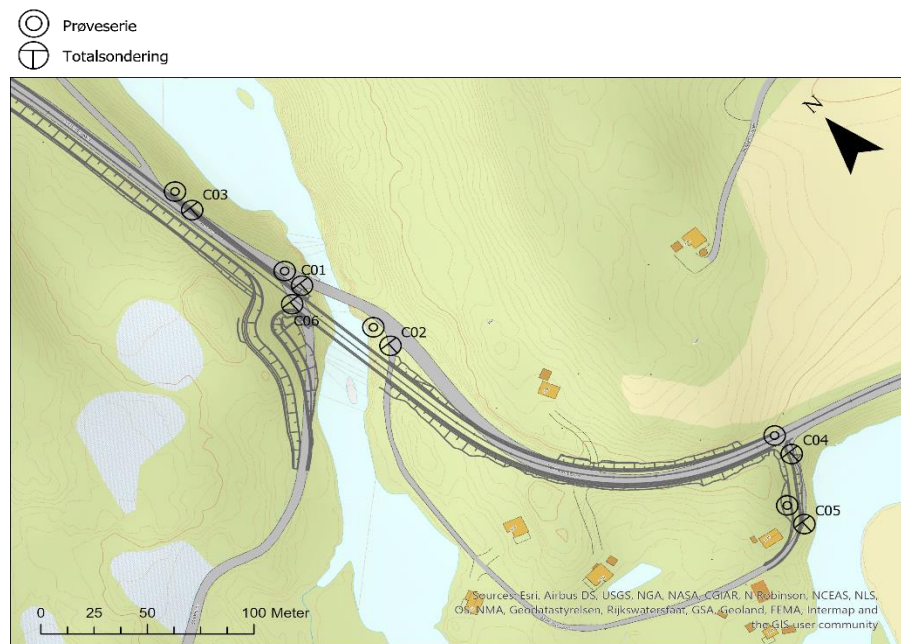 Prøveserie
Totalsondering
N
C03
C01
C06
C02
C04
C05
0 25 50 100 Meter
Sources: Esri, Airbus DS, USGS, NGA, NASA, CGIAR, N Robinson, NCEAS, NLS,
OS, NMA, Geodatastyrelsen, Rijkswaterstaat, GSA, Geoland, FEMA, Intermap and
the GIS user community